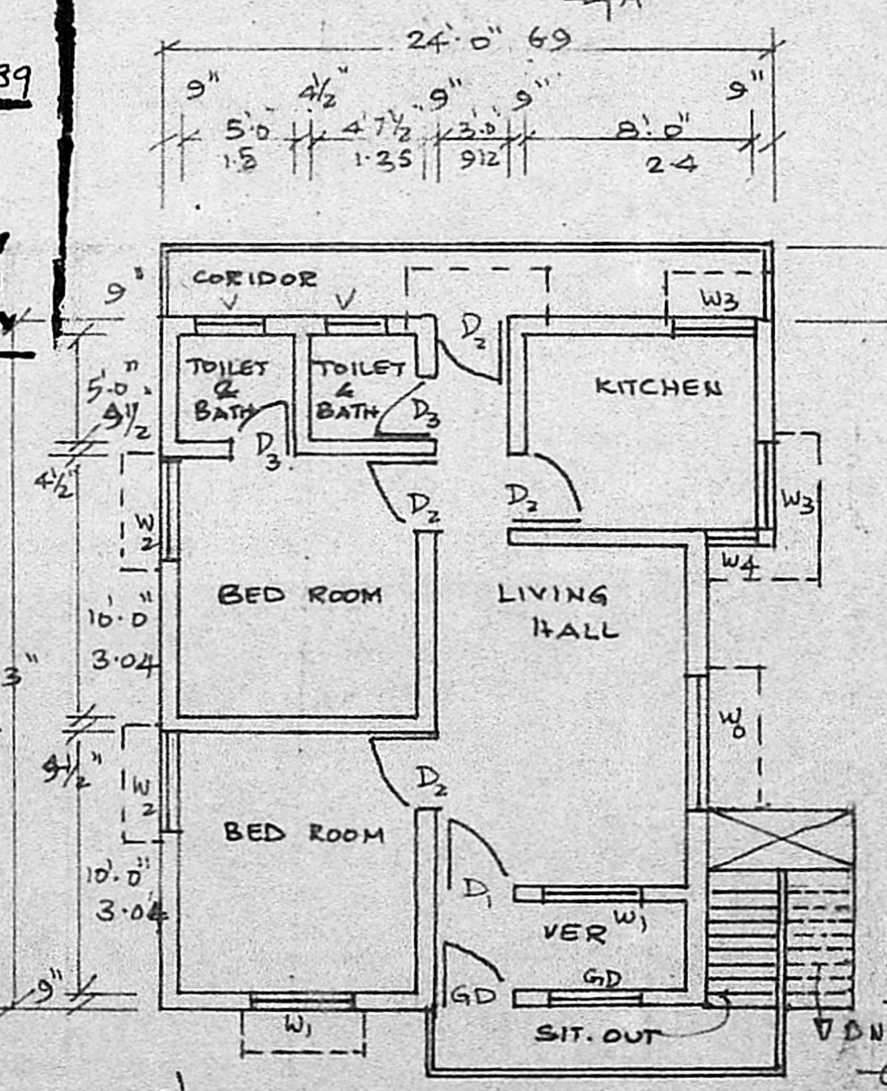 39
24'-0" 69
9" 4½" 9" 9" 9"
5'-0" 4'7½" 3'-0" 8'-0"
1.5 1.35 912 2.4
9"
CORIDOR
V V
D2
W3
TOILET & BATH
TOILET & BATH
KITCHEN
5'-0"
4½
4½"
D3
D3
D2
D2
W3
W4
W2
BED ROOM
LIVING HALL
10'-0"
3.04
3"
W0
4½"
W2
D2
BED ROOM
10'-0"
3.04
D1
W1
VER
GD
GD
9"
W1
SIT.OUT
DN